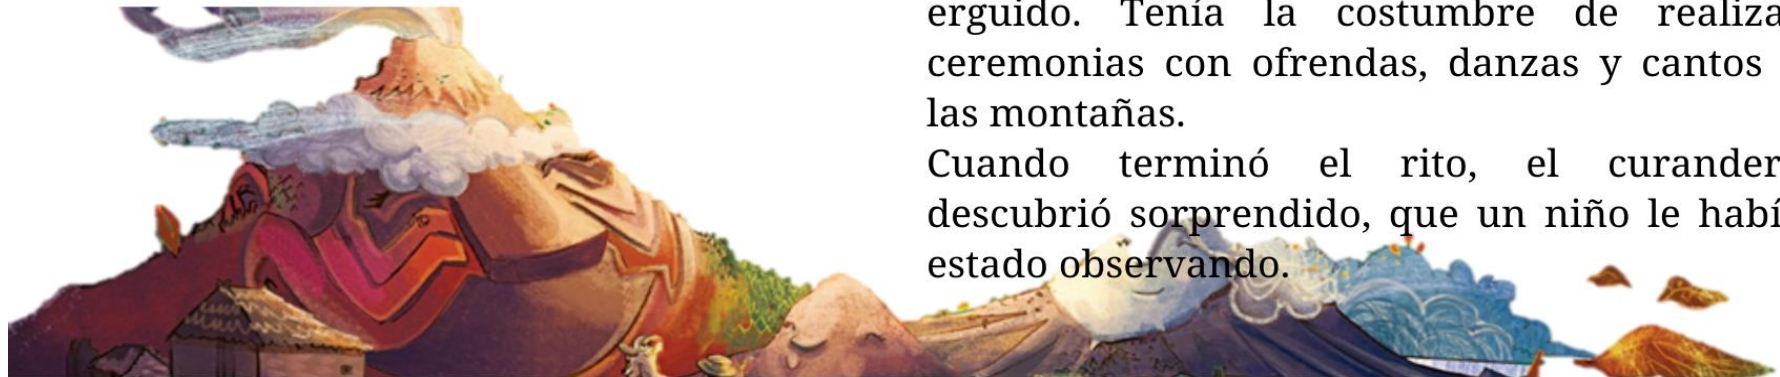 erguido. Tenía la costumbre de realiza
ceremonias con ofrendas, danzas y cantos
las montañas.
Cuando terminó el rito, el curander
descubrió sorprendido, que un niño le habí
estado observando.